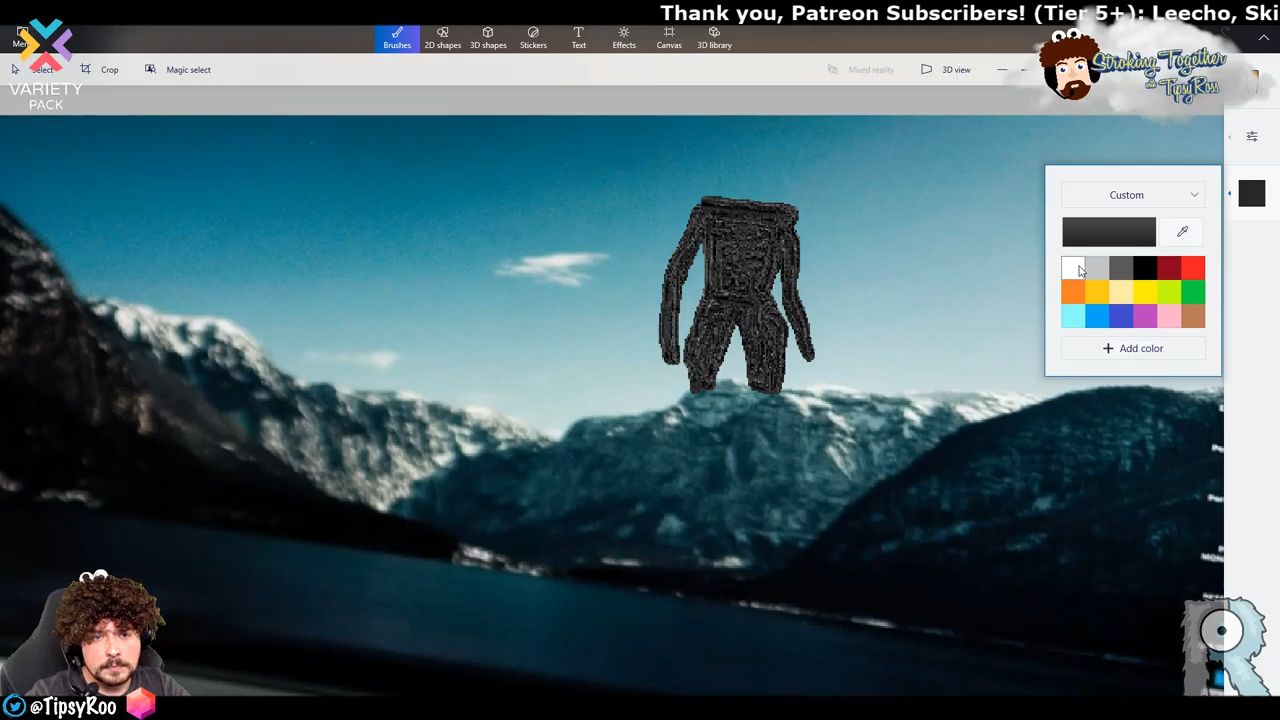 Thank you, Patreon Subscribers! (Tier 5+): Leecho, Ski
Brushes
2D shapes
3D shapes
Stickers
Text
Effects
Canvas
3D library
Select
Crop
Magic select
Mixed reality
3D view
Stroking Together
with TipsyRoss
VARIETY
PACK
Custom
+ Add color
@TipsyRoo